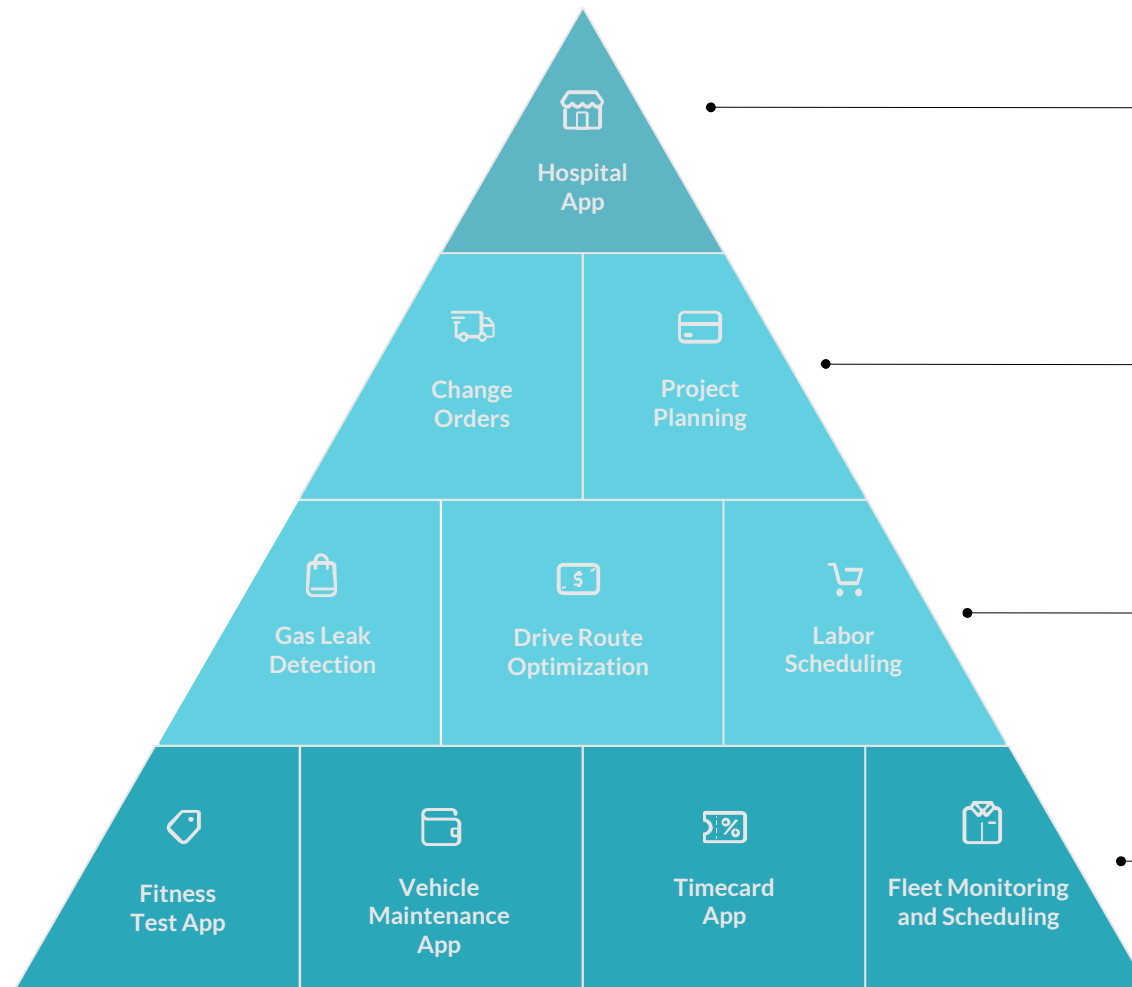 Hospital
App
Change
Orders
Project
Planning
Gas Leak
Detection
$
Drive Route
Optimization
Labor
Scheduling
Fitness
Test App
Vehicle
Maintenance
App
%
Timecard
App
Fleet Monitoring
and Scheduling